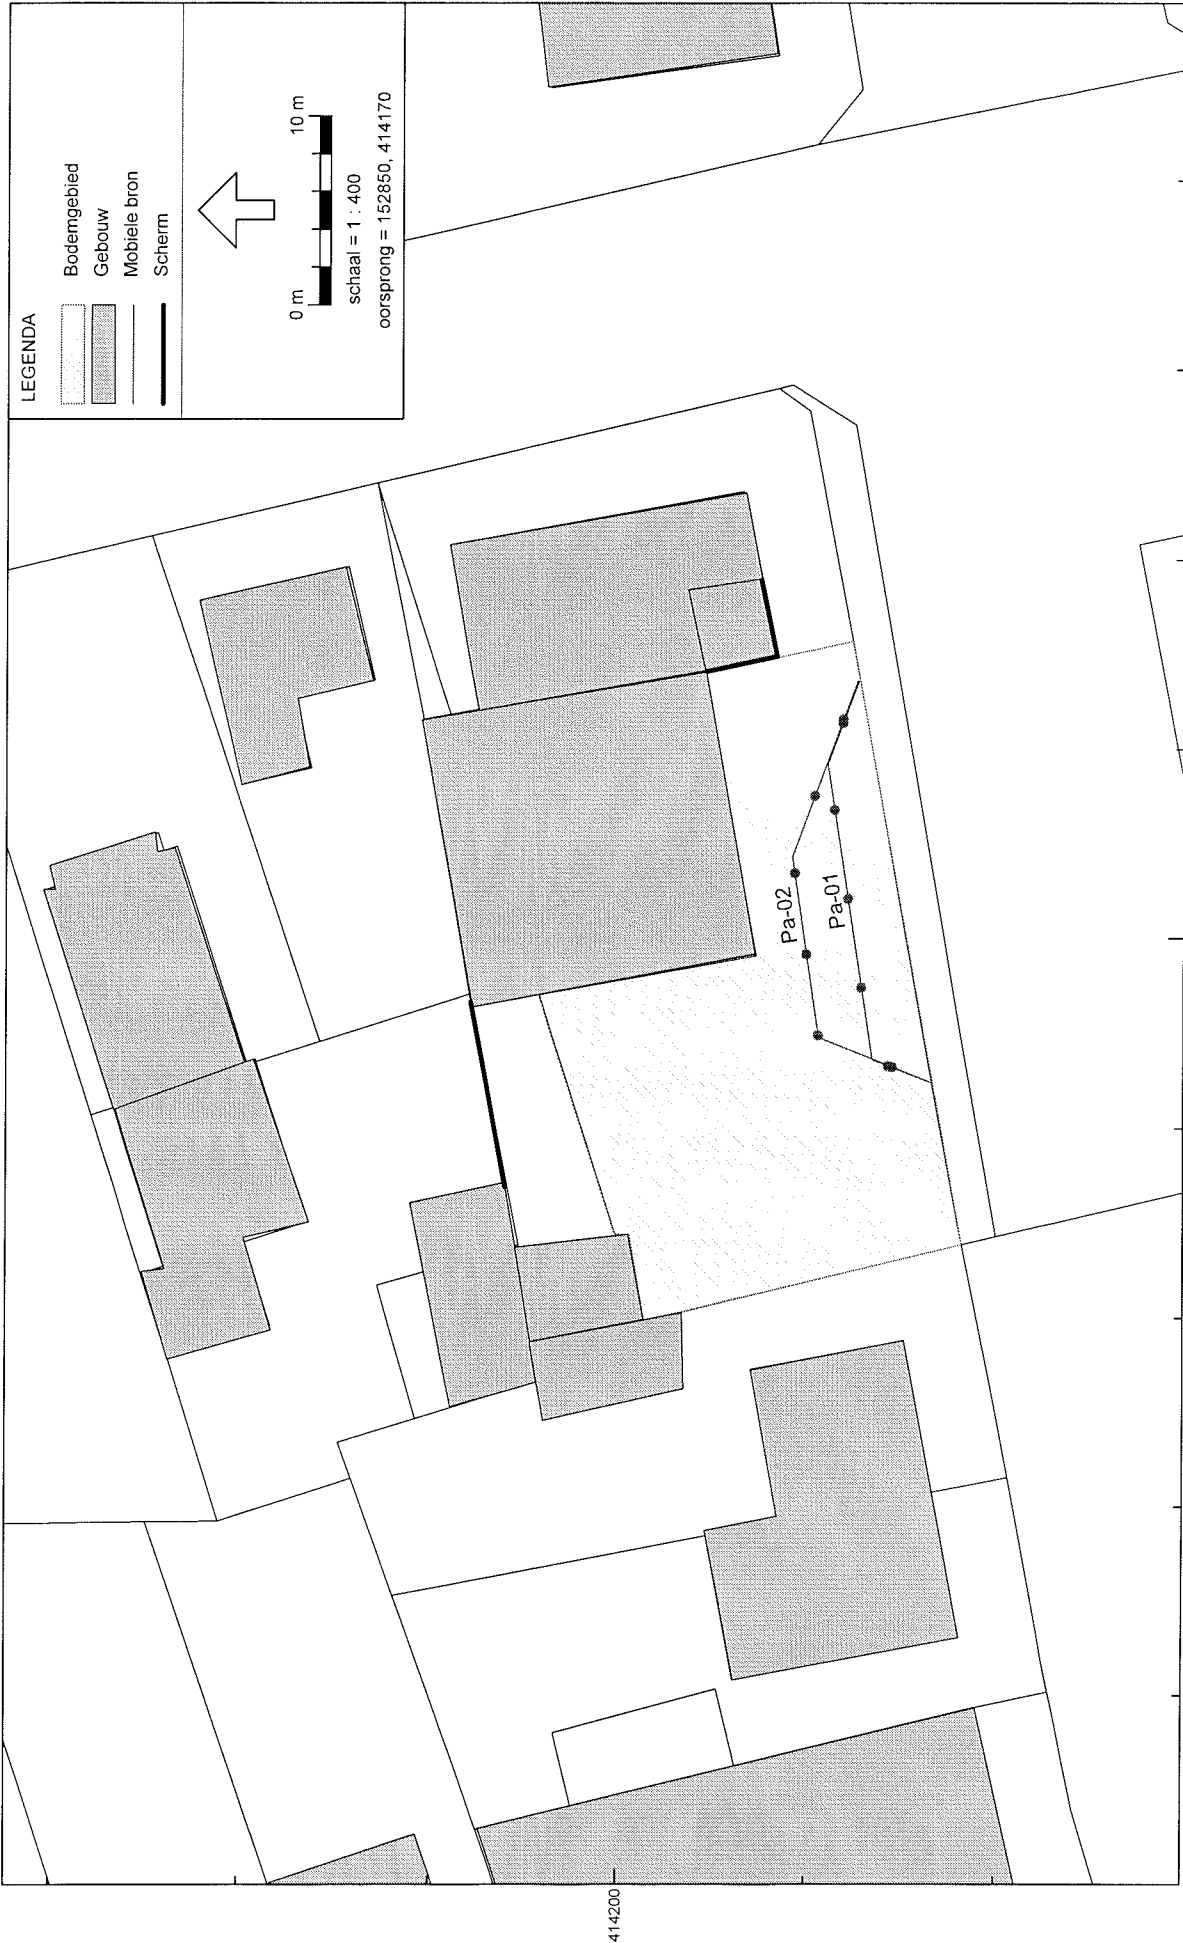 LEGENDA
Bodemgebied
Gebouw
Mobiele bron
Scherm
0 m
10 m
schaal = 1 : 400
oorsprong = 152850, 414170
Pa-02
Pa-01
414200